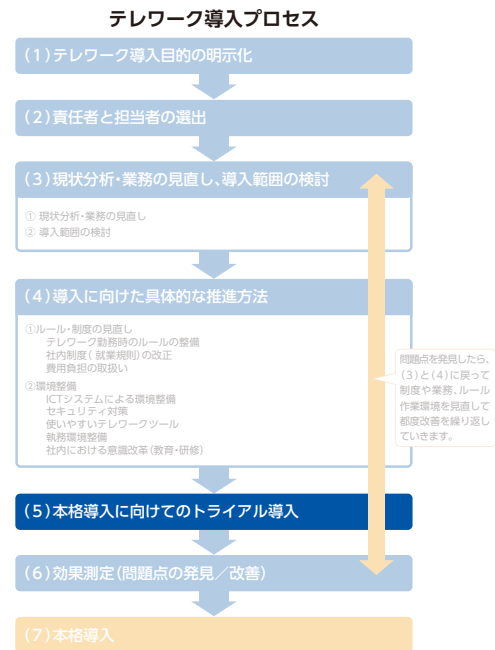 テレワーク導入プロセス
(1)テレワーク導入目的の明示化
(2)責任者と担当者の選出
(3)現状分析・業務の見直し、導入範囲の検討
① 現状分析・業務の見直し
② 導入範囲の検討
(4)導入に向けた具体的な推進方法
①ルール・制度の見直し
テレワーク勤務時のルールの整備
社内制度( 就業規則)の改正
費用負担の取扱い
②環境整備
ICTシステムによる環境整備
セキュリティ対策
使いやすいテレワークツール
執務環境整備
社内における意識改革(教育・研修)
問題点を発見したら、
(3)と(4)に戻って
制度や業務、ルール
作業環境を見直して
都度改善を繰り返し
ていきます。
(5)本格導入に向けてのトライアル導入
(6)効果測定(問題点の発見／改善)
(7)本格導入